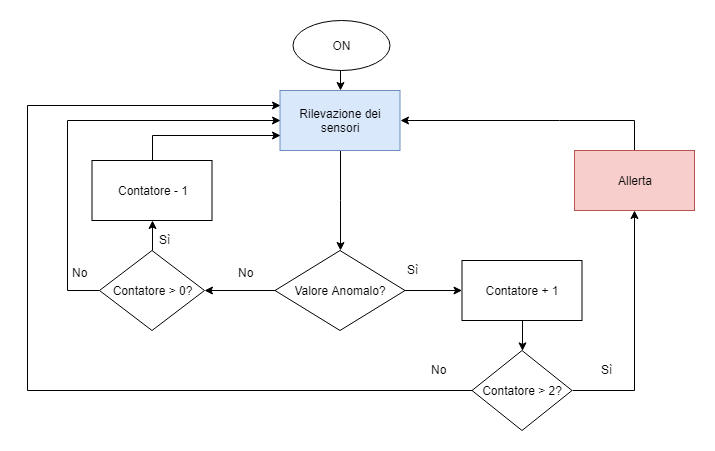 ON
Rilevazione dei
sensori
Contatore - 1
Allerta
Sì
No
Contatore > 0?
No
Valore Anomalo?
Sì
Contatore + 1
No
Contatore > 2?
Sì